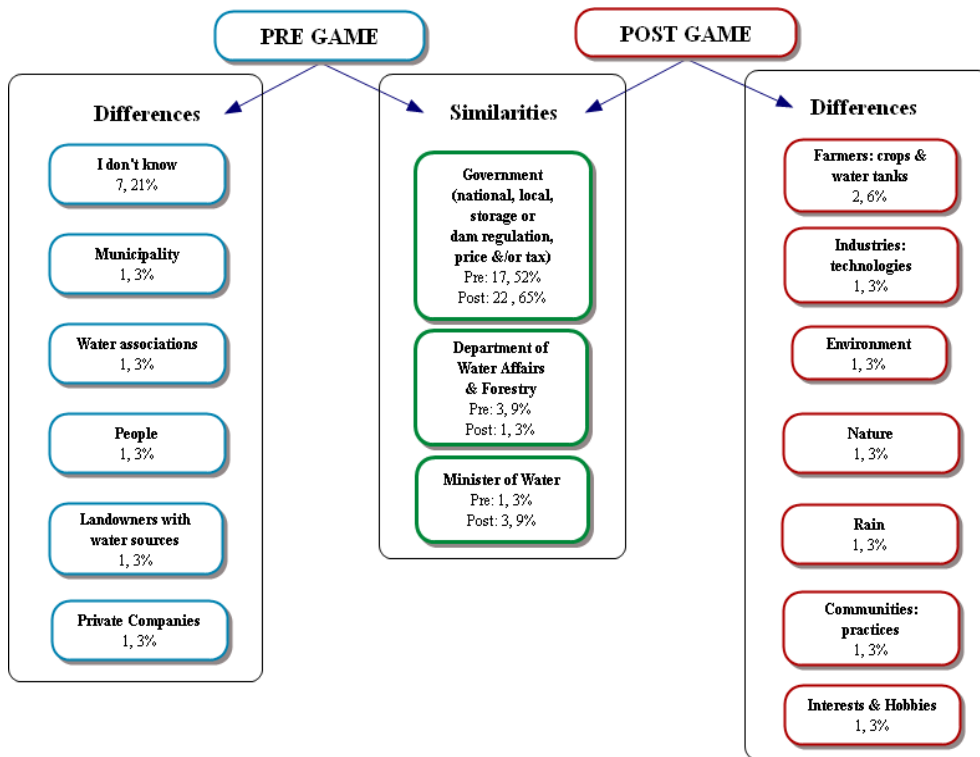 PRE GAME
POST GAME
Differences
I don't know
7, 21%
Municipality
1, 3%
Water associations
1, 3%
People
1, 3%
Landowners with
water sources
1, 3%
Private Companies
1, 3%
Similarities
Government
(national, local,
storage or
dam regulation,
price &/or tax)
Pre: 17, 52%
Post: 22 , 65%
Department of
Water Affairs
& Forestry
Pre: 3, 9%
Post: 1, 3%
Minister of Water
Pre: 1, 3%
Post: 3, 9%
Differences
Farmers: crops &
water tanks
2, 6%
Industries:
technologies
1, 3%
Environment
1, 3%
Nature
1, 3%
Rain
1, 3%
Communities:
practices
1, 3%
Interests & Hobbies
1, 3%